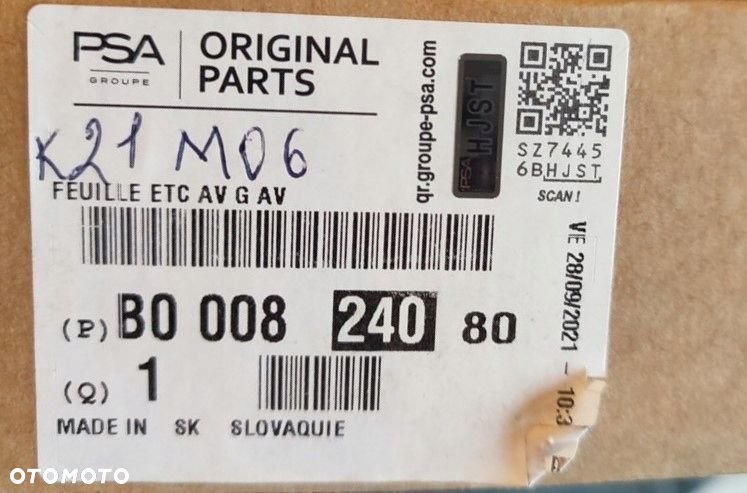 PSA
GROUPE
ORIGINAL
PARTS
K21 M06
FEUILLE ETC AV G AV
qr.groupe-psa.com
PSA HJST
SZ7445
6BHJST
SCAN!
(P) B0 008 240 80
(Q) 1
MADE IN SK SLOVAQUIE
VE 28/09/2021 - 10:3
OTOMOTO